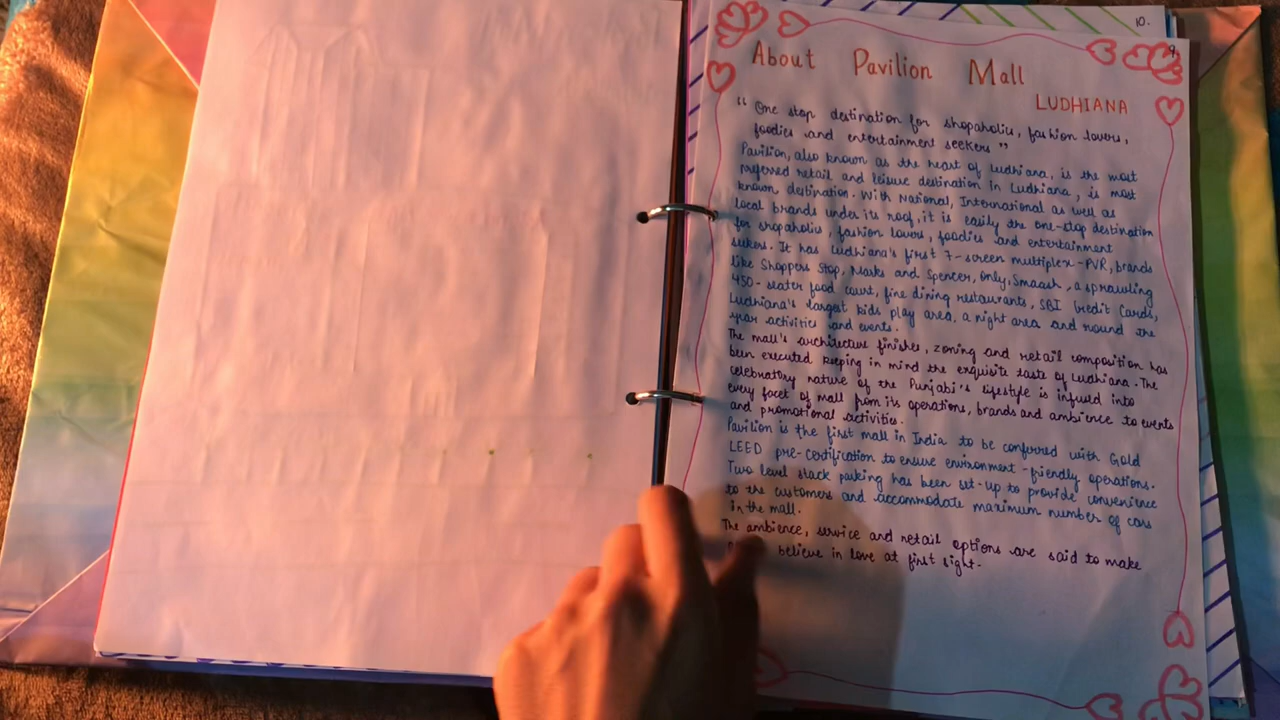 10.
9
About Pavilion Mall
LUDHIANA
“ One stop destination for shopaholics, fashion lovers,
foodies and entertainment seekers ”
Pavilion, also known as the heart of Ludhiana, is the most
preferred retail and leisure destination in Ludhiana, is most
known destination. With National, International as well as
local brands under its roof, it is easily the one-stop destination
for shopaholics, fashion lovers, foodies and entertainment
seekers. It has Ludhiana's first 7-screen multiplex-PVR, brands
like Shoppers Stop, Marks and Spencer, Only, Smaash, a sprawling
450-seater food court, fine dining restaurants, SBI Credit Cards,
Ludhiana's largest kids play area, a night area and round the
year activities and events.
The mall's architecture finishes, zoning and retail composition has
been executed keeping in mind the exquisite taste of Ludhiana. The
celebratory nature of the Punjabi's lifestyle is infused into
every facet of mall from its operations, brands and ambience to events
and promotional activities.
Pavilion is the first mall in India to be conferred with Gold
LEED pre-certification to ensure environment-friendly operations.
Two level stack parking has been set-up to provide convenience
to the customers and accommodate maximum number of cars
in the mall.
The ambience, service and retail options are said to make
believe in love at first sight.